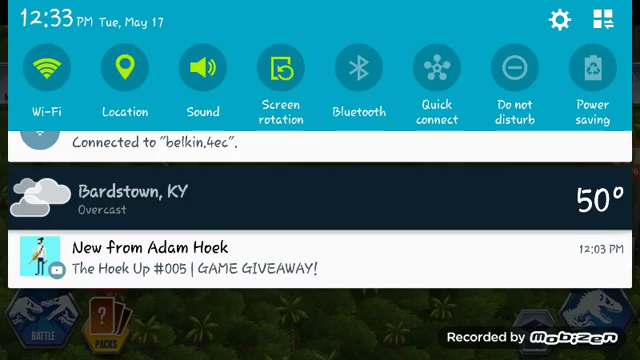 12:33 PM Tue, May 17
Wi-Fi
Location
Sound
Screen rotation
Bluetooth
Quick connect
Do not disturb
Power saving
Connected to "belkin.4ec".
Bardstown, KY
50°
Overcast
New from Adam Hoek
12:03 PM
The Hoek Up #005 | GAME GIVEAWAY!
?
BATTLE
PACKS
Recorded by Mobizen